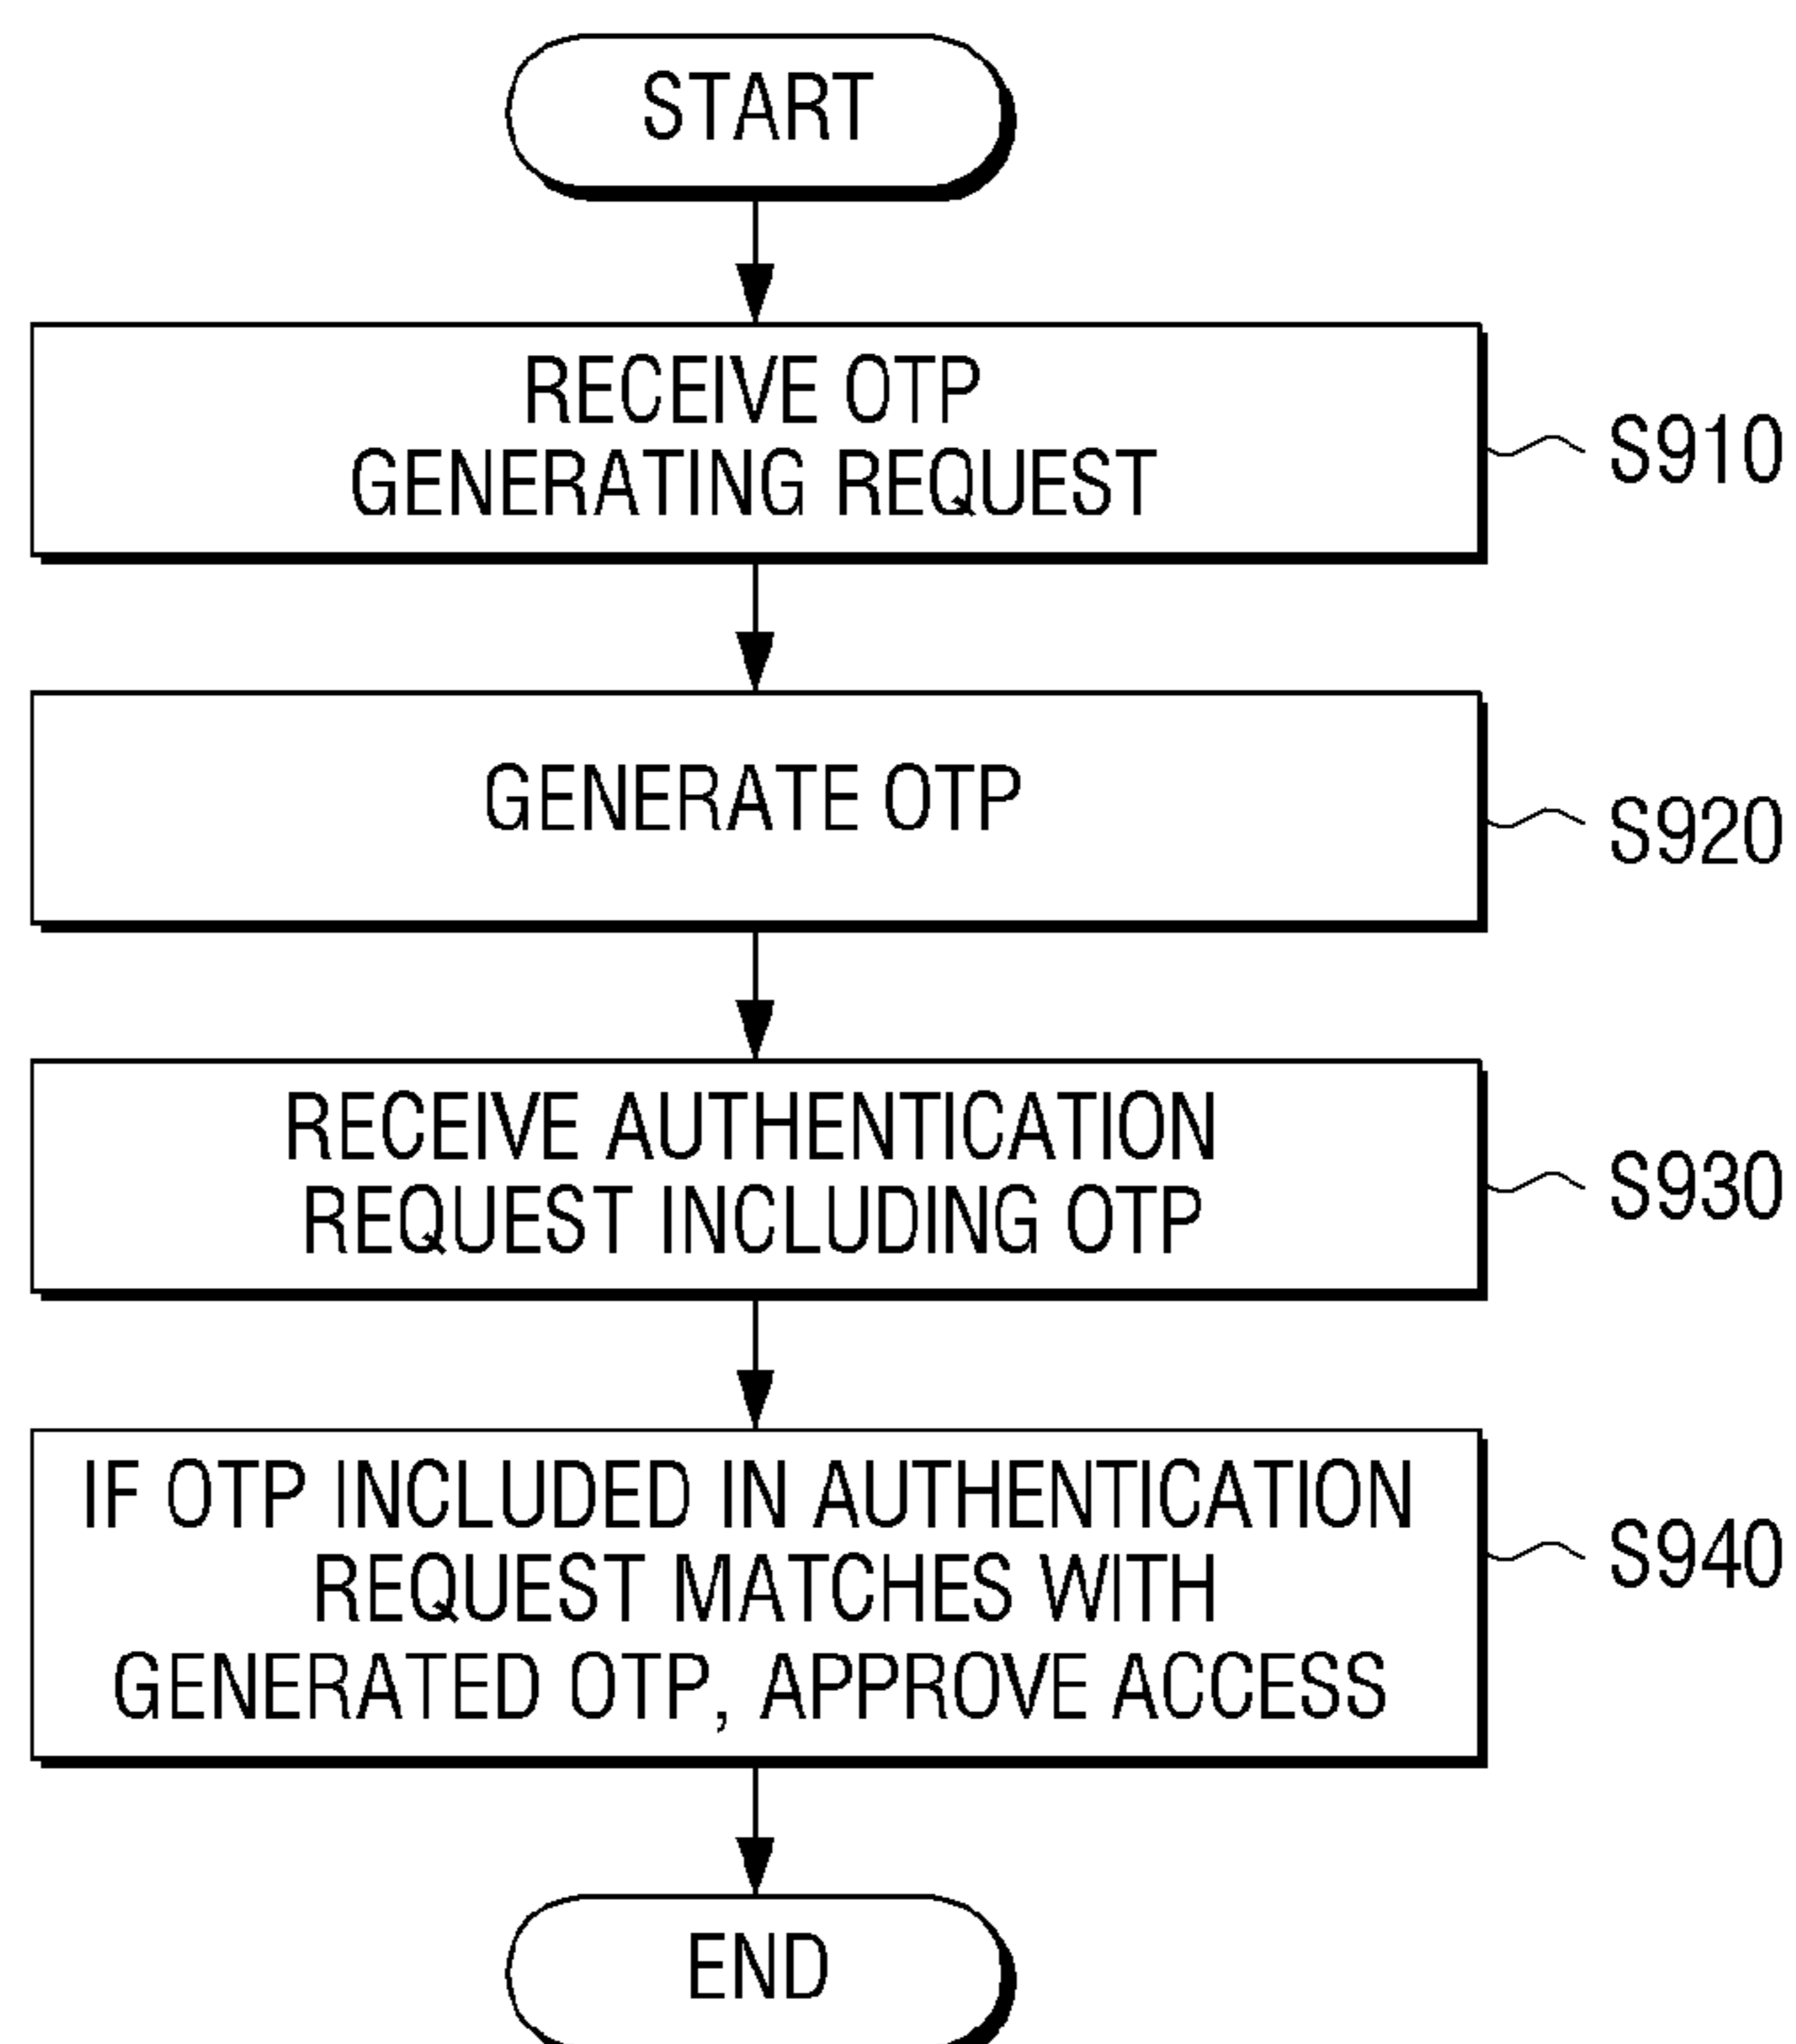 START
RECEIVE OTP
GENERATING REQUEST
S910
GENERATE OTP
S920
RECEIVE AUTHENTICATION
REQUEST INCLUDING OTP
S930
IF OTP INCLUDED IN AUTHENTICATION
REQUEST MATCHES WITH
GENERATED OTP, APPROVE ACCESS
S940
END